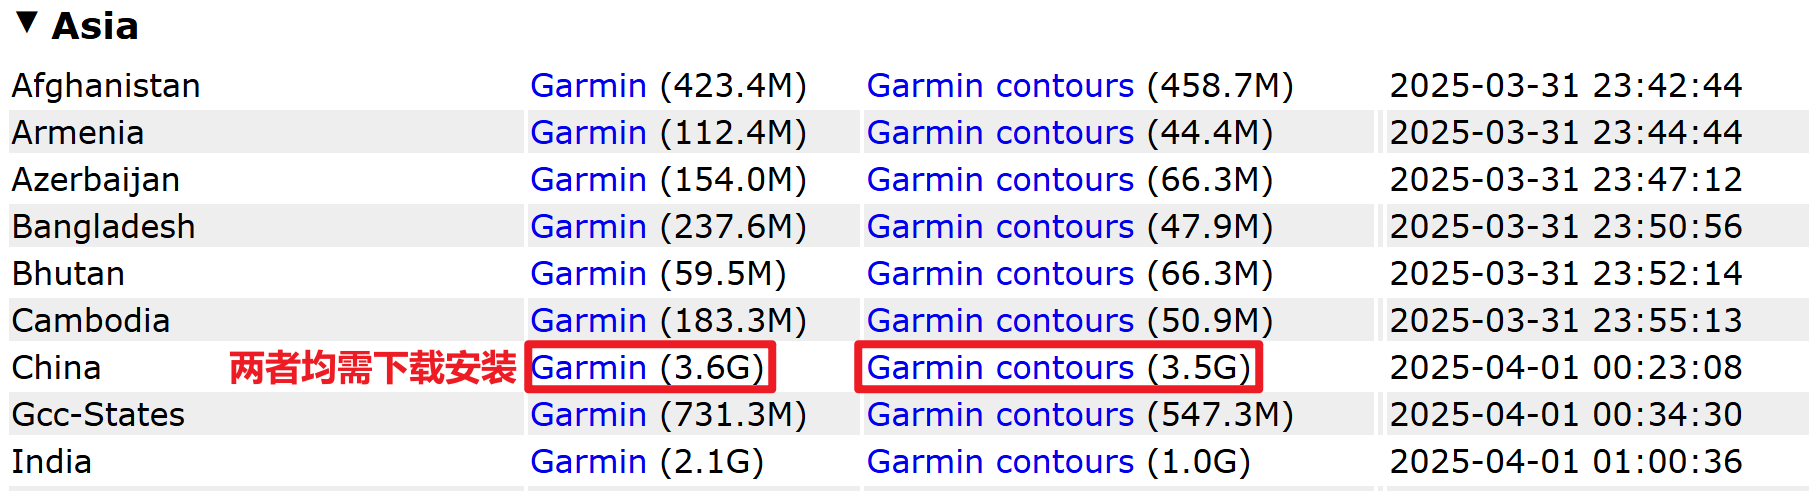 ▼ Asia
Afghanistan Garmin (423.4M) Garmin contours (458.7M) 2025-03-31 23:42:44
Armenia Garmin (112.4M) Garmin contours (44.4M) 2025-03-31 23:44:44
Azerbaijan Garmin (154.0M) Garmin contours (66.3M) 2025-03-31 23:47:12
Bangladesh Garmin (237.6M) Garmin contours (47.9M) 2025-03-31 23:50:56
Bhutan Garmin (59.5M) Garmin contours (66.3M) 2025-03-31 23:52:14
Cambodia Garmin (183.3M) Garmin contours (50.9M) 2025-03-31 23:55:13
China 两者均需下载安装 Garmin (3.6G) Garmin contours (3.5G) 2025-04-01 00:23:08
Gcc-States Garmin (731.3M) Garmin contours (547.3M) 2025-04-01 00:34:30
India Garmin (2.1G) Garmin contours (1.0G) 2025-04-01 01:00:36